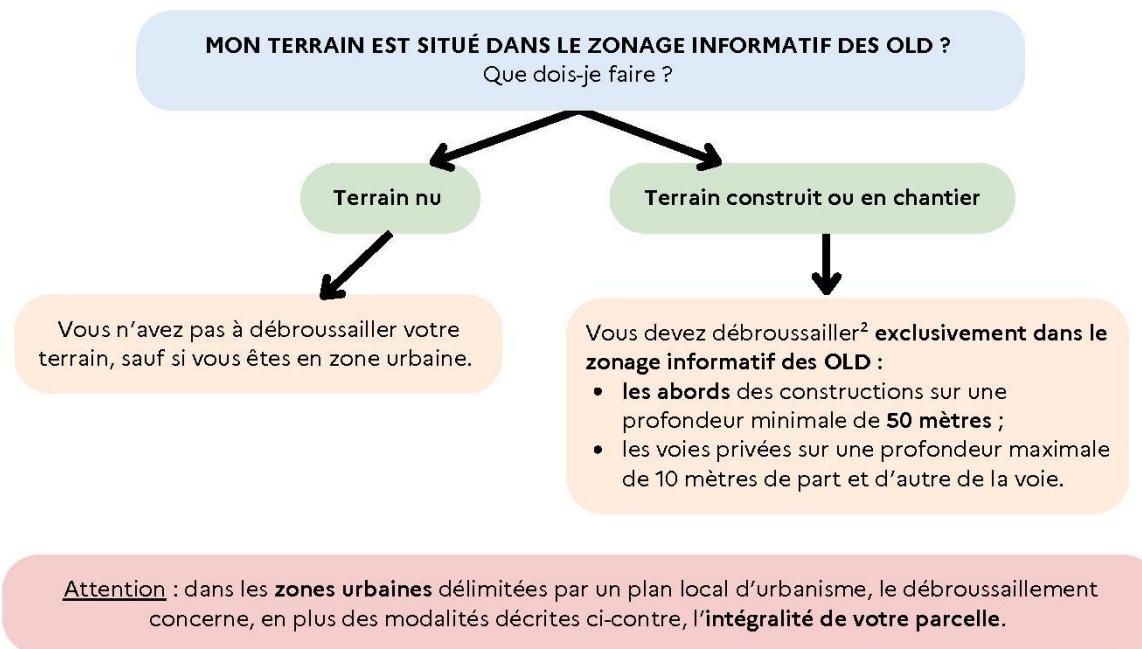 MON TERRAIN EST SITUÉ DANS LE ZONAGE INFORMATIF DES OLD ?
Que dois-je faire ?
Terrain nu
Terrain construit ou en chantier
Vous n’avez pas à débroussailler votre
terrain, sauf si vous êtes en zone urbaine.
Vous devez débroussailler² exclusivement dans le
zonage informatif des OLD :
• les abords des constructions sur une
profondeur minimale de 50 mètres ;
• les voies privées sur une profondeur maximale
de 10 mètres de part et d’autre de la voie.
Attention : dans les zones urbaines délimitées par un plan local d’urbanisme, le débroussaillement
concerne, en plus des modalités décrites ci-contre, l’intégralité de votre parcelle.